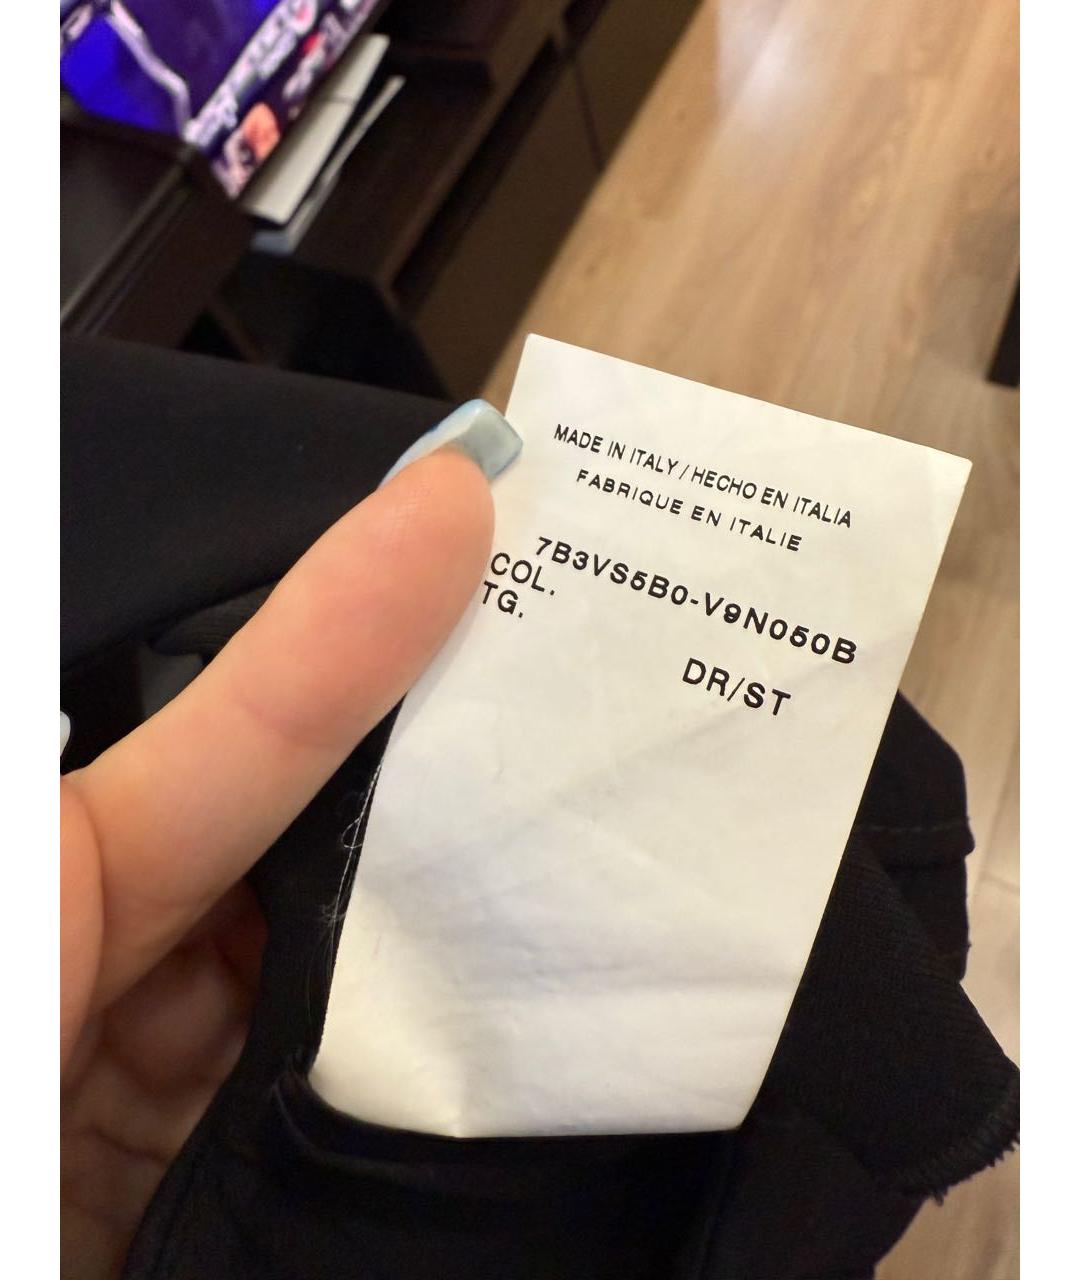 MADE IN ITALY / HECHO EN ITALIA
FABRIQUE EN ITALIE
7B3VS5B0-V9N050B
COL.
TG.
DR/ST